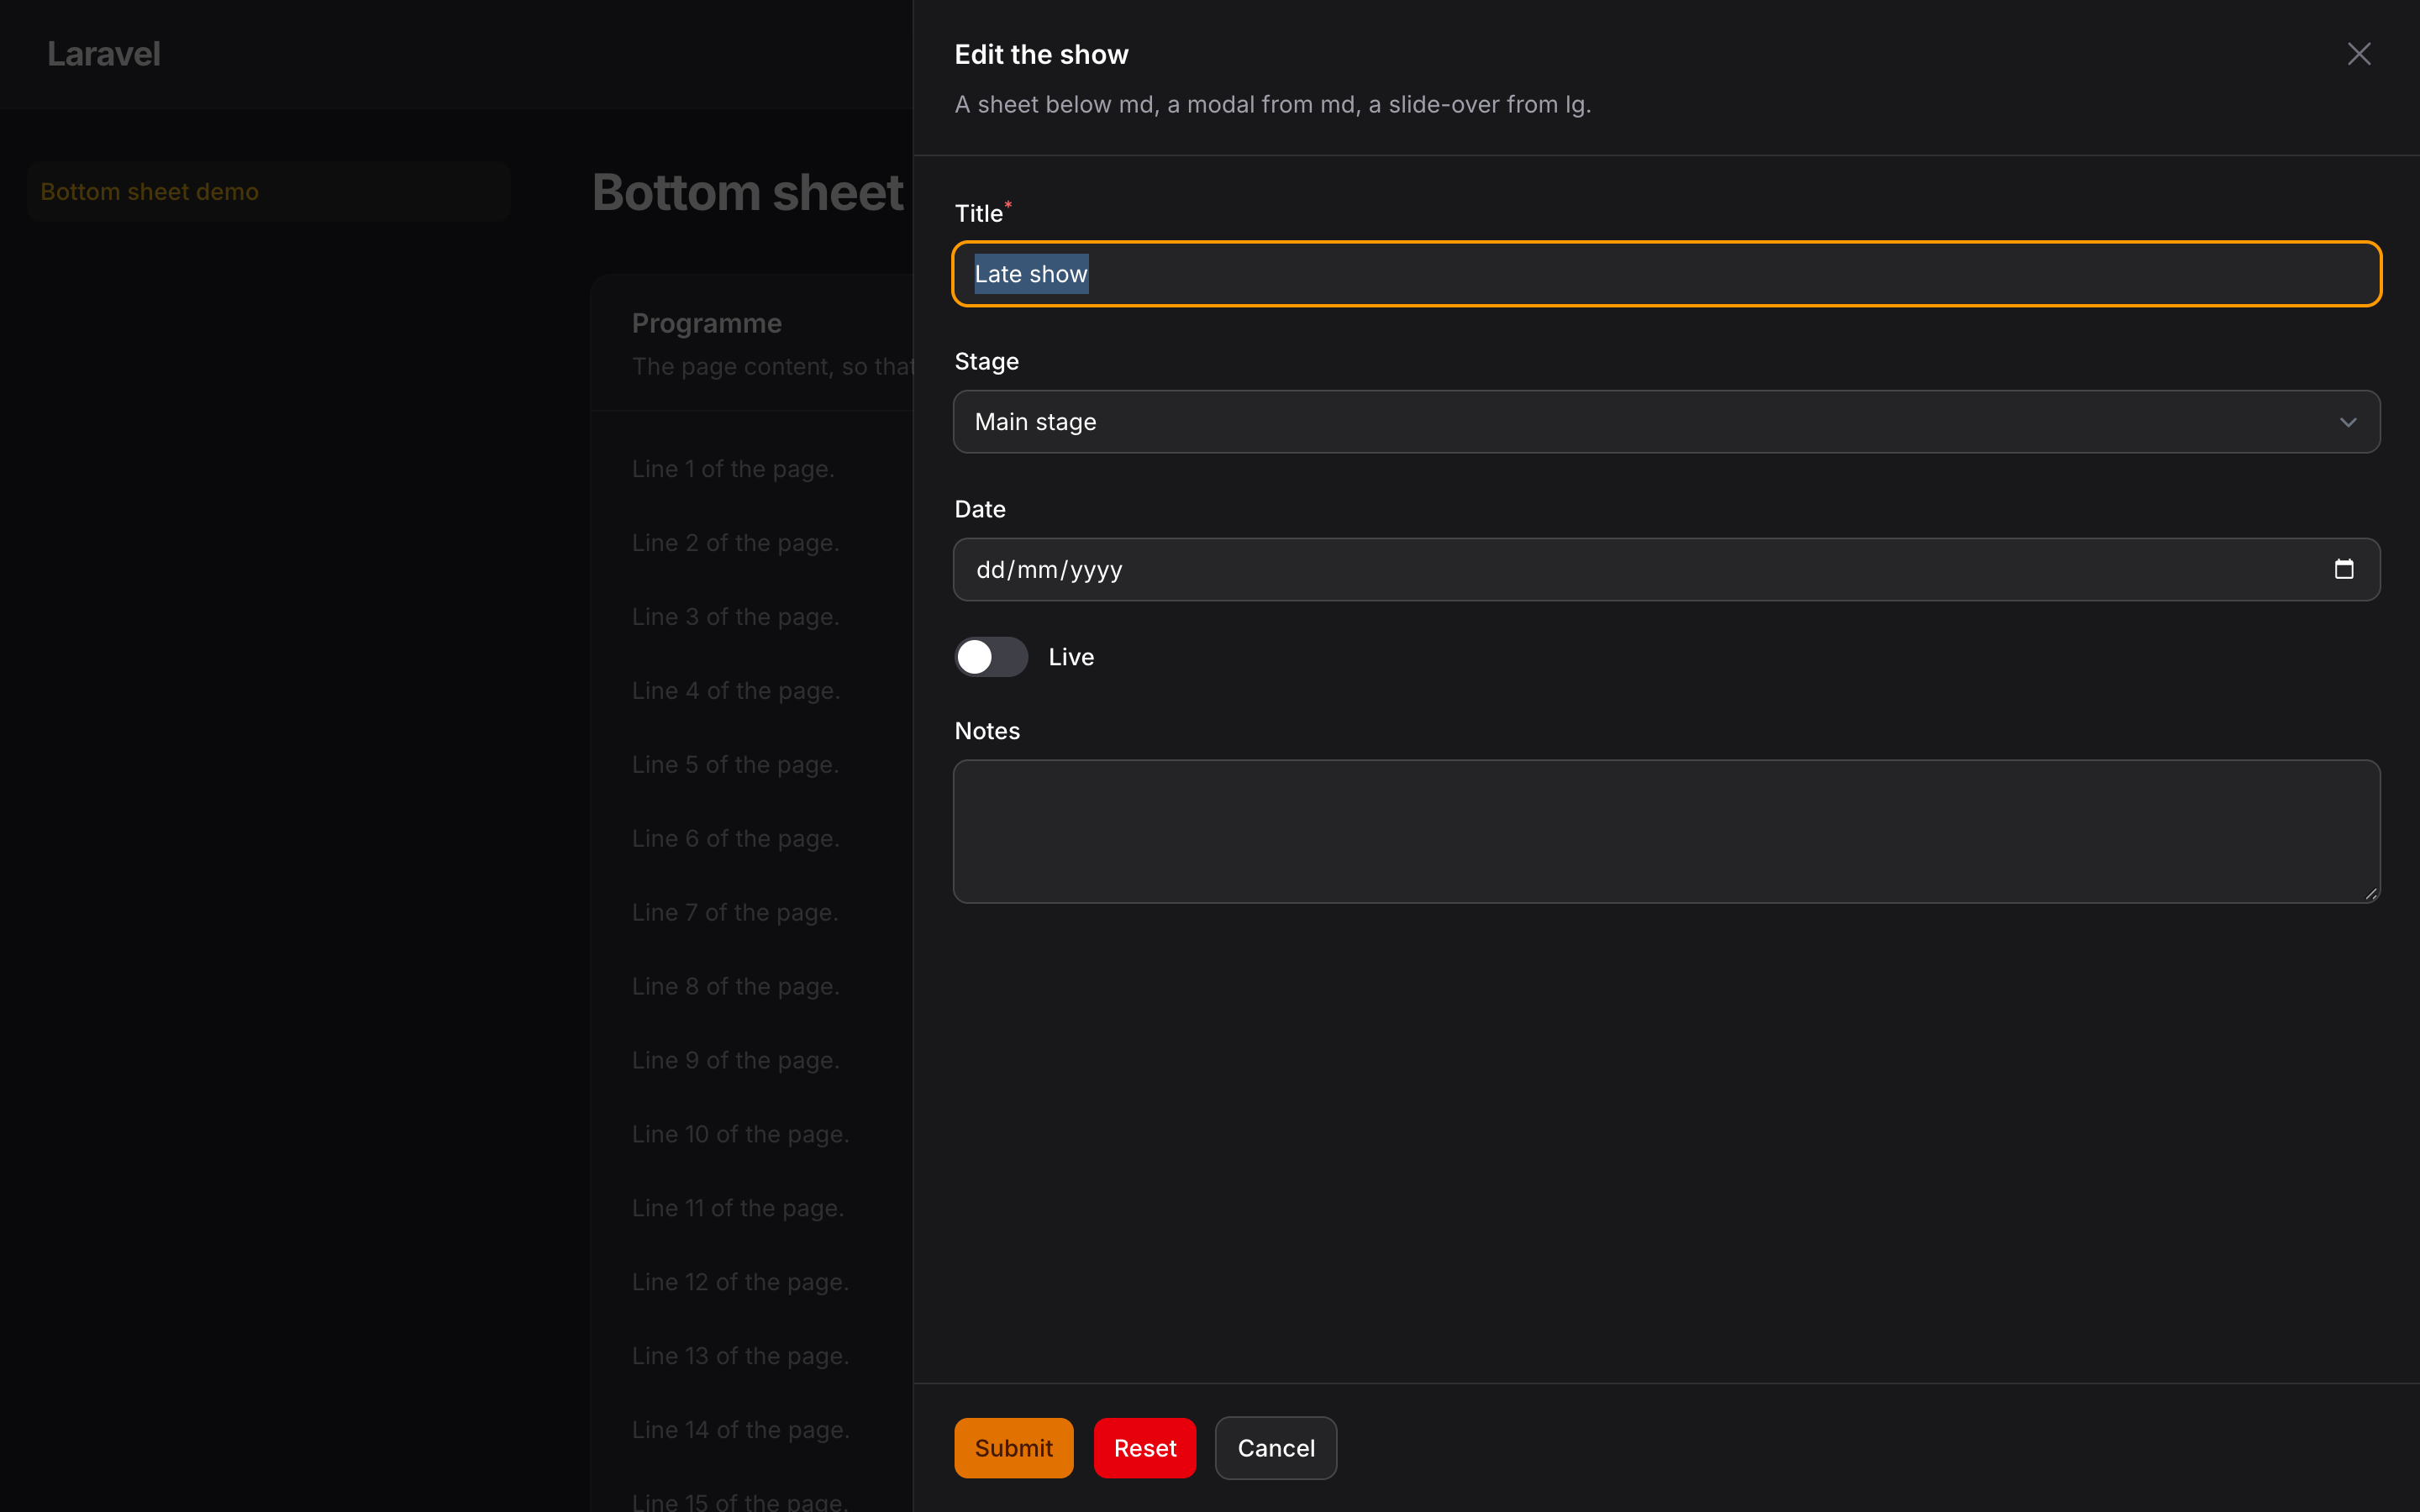 Laravel
Bottom sheet demo
Bottom sheet
Programme
The page content, so that
Line 1 of the page.
Line 2 of the page.
Line 3 of the page.
Line 4 of the page.
Line 5 of the page.
Line 6 of the page.
Line 7 of the page.
Line 8 of the page.
Line 9 of the page.
Line 10 of the page.
Line 11 of the page.
Line 12 of the page.
Line 13 of the page.
Line 14 of the page.
Line 15 of the page.
Edit the show
A sheet below md, a modal from md, a slide-over from lg.
Title*
Late show
Stage
Main stage
Date
dd/mm/yyyy
Live
Notes
Submit Reset Cancel